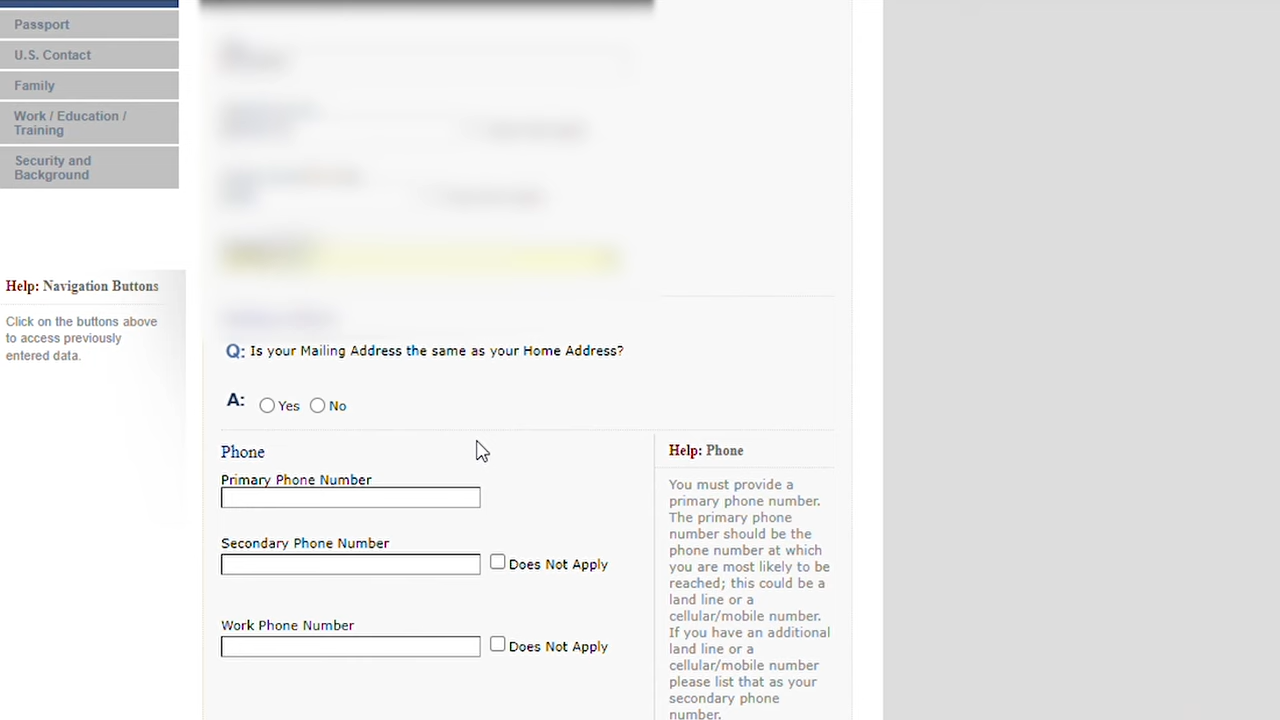 Passport
U.S. Contact
Family
Work / Education /
Training
Security and
Background
Help: Navigation Buttons
Click on the buttons above
to access previously
entered data.
Q: Is your Mailing Address the same as your Home Address?
A: Yes No
Phone
Primary Phone Number
Secondary Phone Number
Does Not Apply
Work Phone Number
Does Not Apply
Help: Phone
You must provide a
primary phone number.
The primary phone
number should be the
phone number at which
you are most likely to be
reached; this could be a
land line or a
cellular/mobile number.
If you have an additional
land line or a
cellular/mobile number
please list that as your
secondary phone
number.